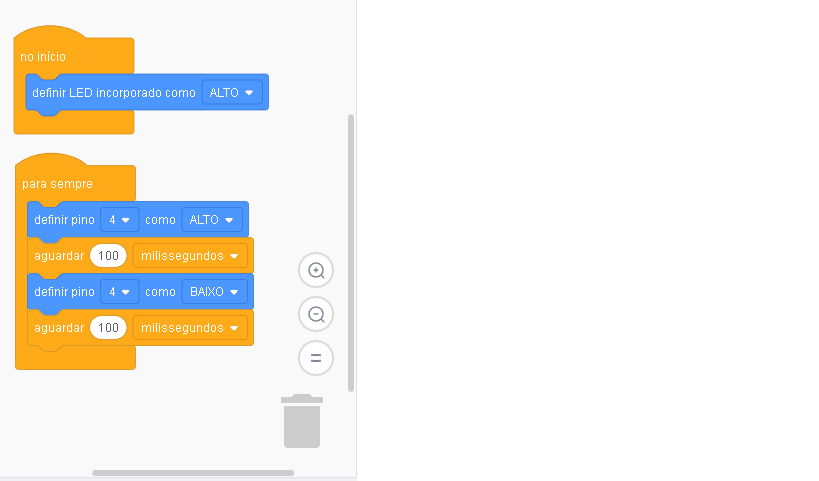 no início
definir LED incorporado como ALTO
para sempre
definir pino 4 como ALTO
aguardar 100 milissegundos
definir pino 4 como BAIXO
aguardar 100 milissegundos